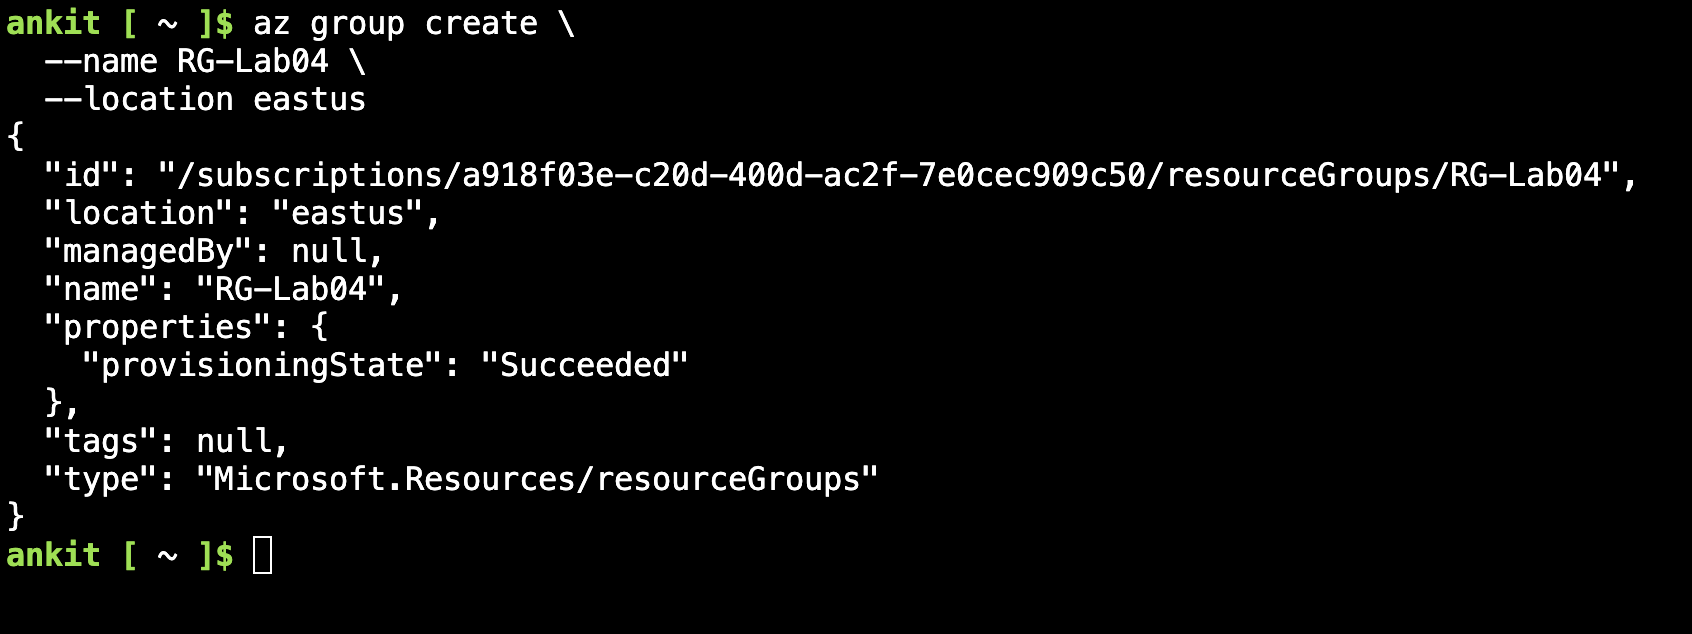 ankit [ ~ ]$ az group create \
  --name RG-Lab04 \
  --location eastus
{
  "id": "/subscriptions/a918f03e-c20d-400d-ac2f-7e0cec909c50/resourceGroups/RG-Lab04",
  "location": "eastus",
  "managedBy": null,
  "name": "RG-Lab04",
  "properties": {
    "provisioningState": "Succeeded"
  },
  "tags": null,
  "type": "Microsoft.Resources/resourceGroups"
}
ankit [ ~ ]$